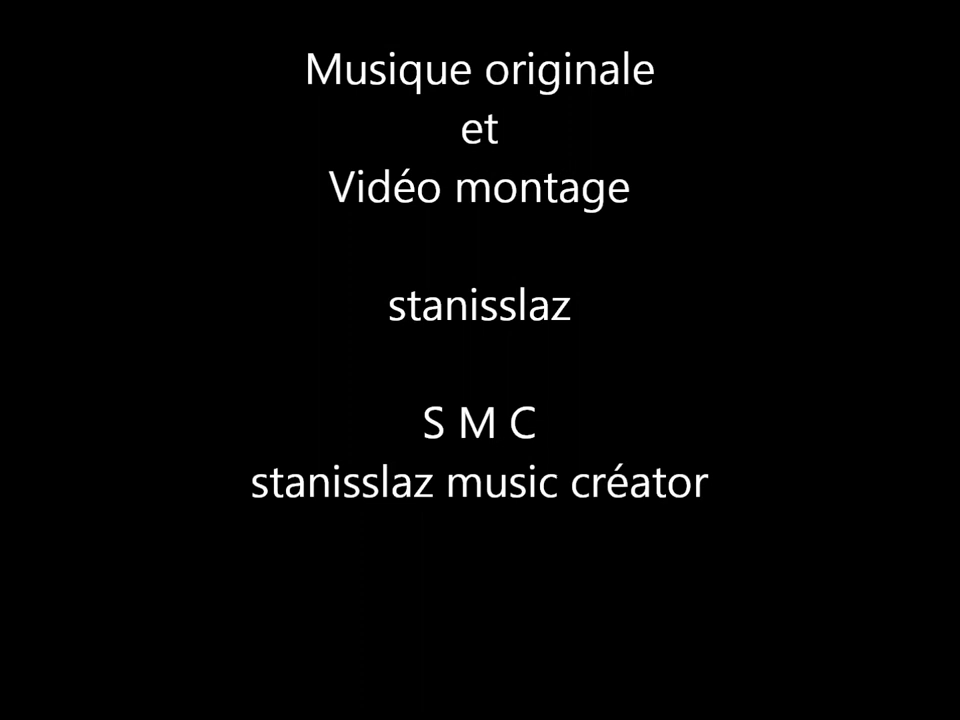 Musique originale
et
Vidéo montage
stanisslaz
S M C
stanisslaz music créator